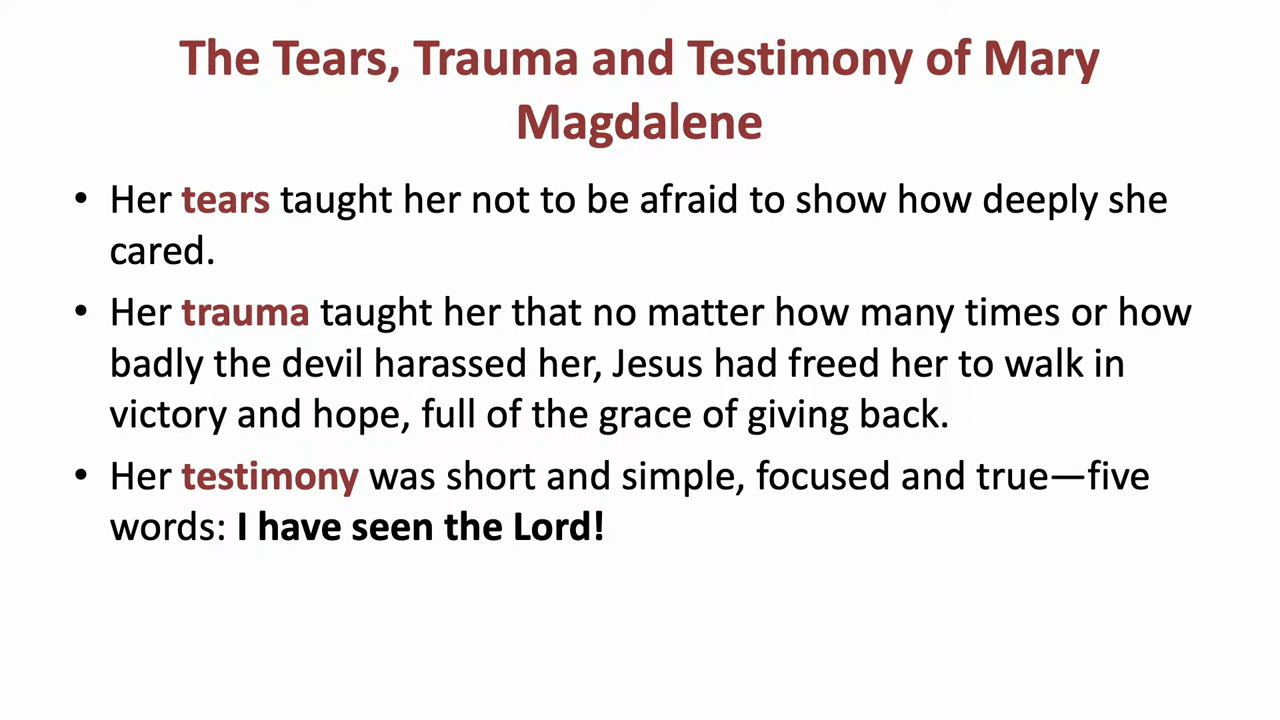 The Tears, Trauma and Testimony of Mary
Magdalene
• Her tears taught her not to be afraid to show how deeply she
cared.
• Her trauma taught her that no matter how many times or how
badly the devil harassed her, Jesus had freed her to walk in
victory and hope, full of the grace of giving back.
• Her testimony was short and simple, focused and true—five
words: I have seen the Lord!